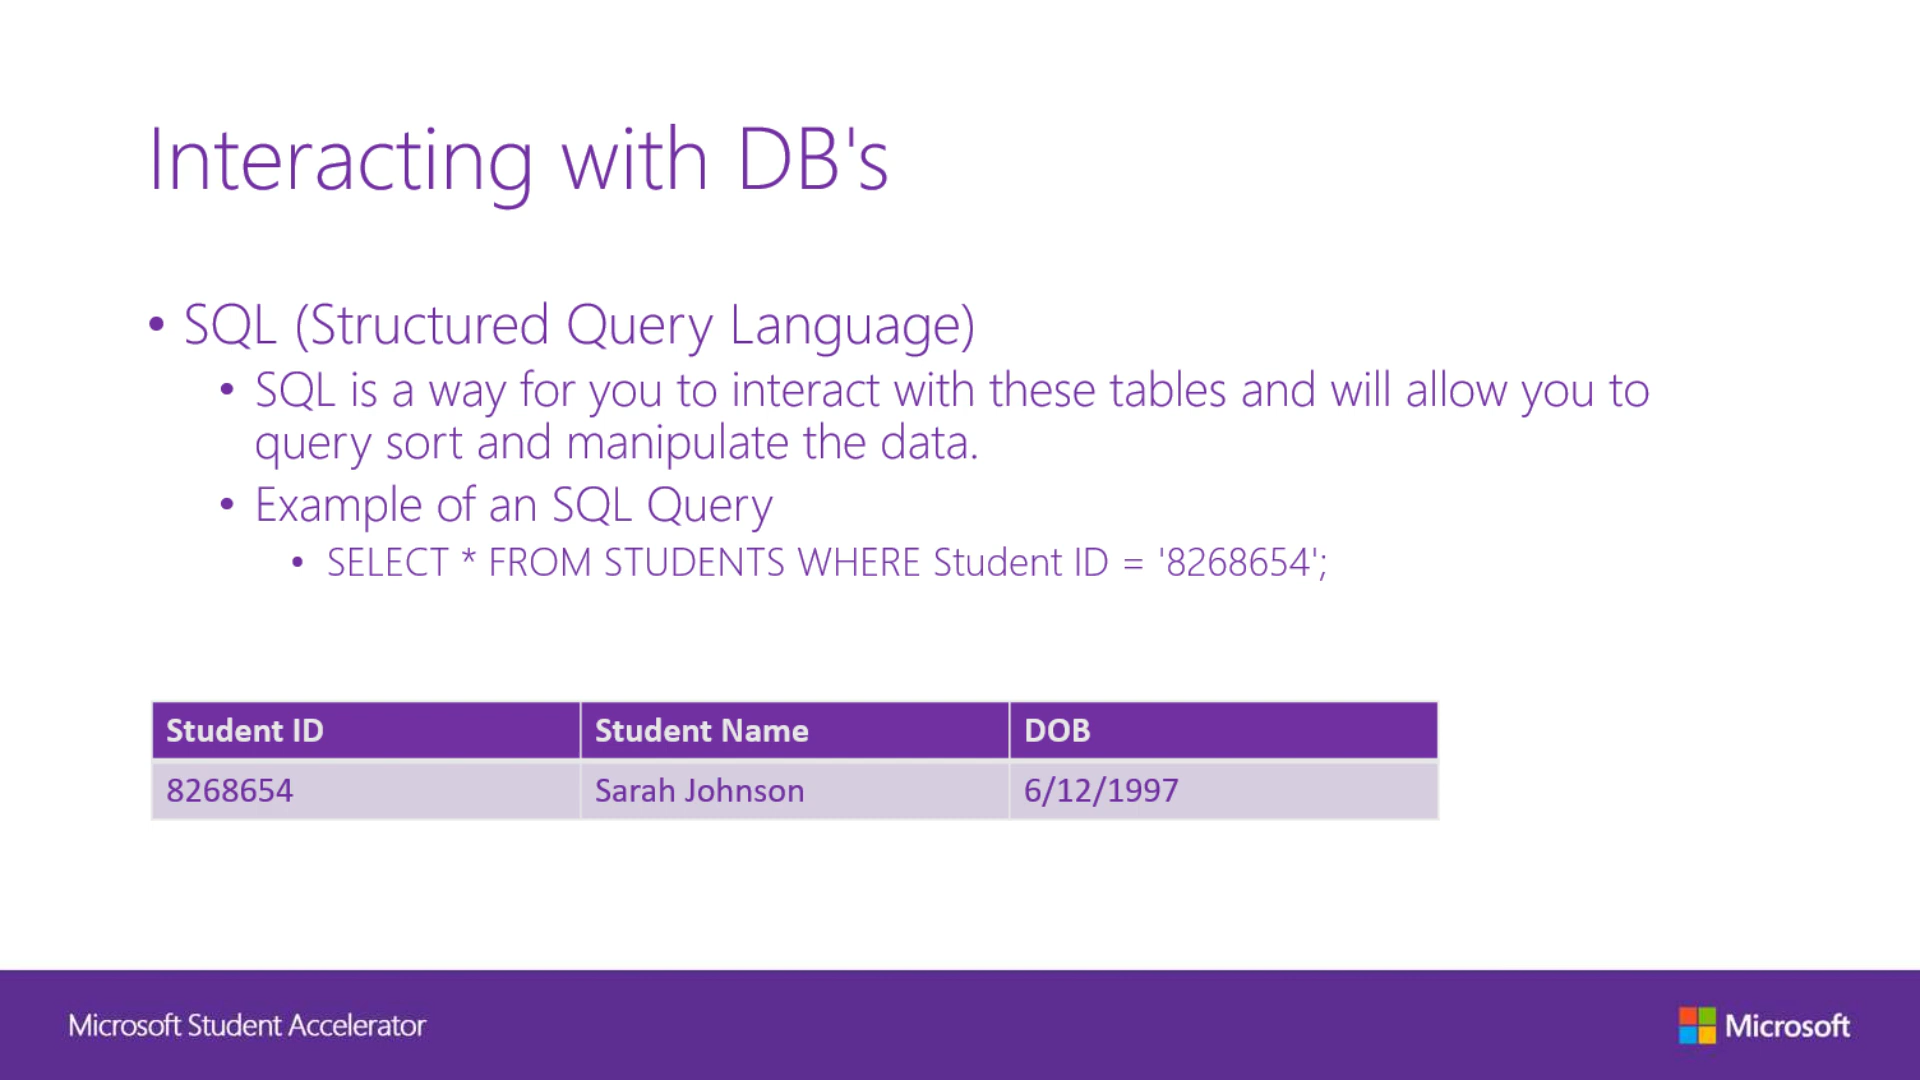 Interacting with DB's
• SQL (Structured Query Language)
• SQL is a way for you to interact with these tables and will allow you to
query sort and manipulate the data.
• Example of an SQL Query
• SELECT * FROM STUDENTS WHERE Student ID = '8268654';
Student ID Student Name DOB
8268654 Sarah Johnson 6/12/1997
Microsoft Student Accelerator
Microsoft